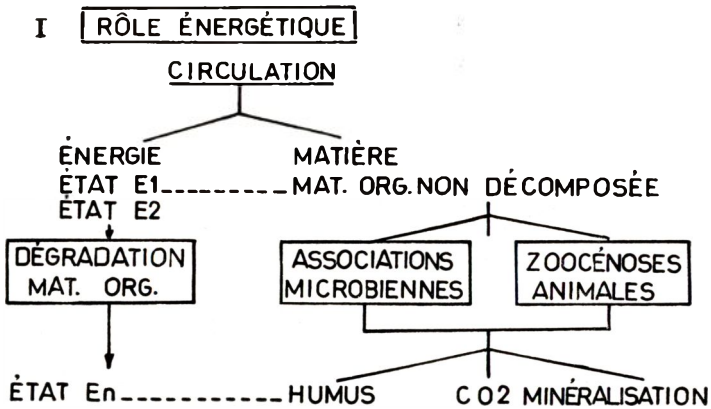 I RÔLE ÉNERGÉTIQUE
CIRCULATION
ÉNERGIE MATIÈRE
ÉTAT E1 MAT. ORG. NON DÉCOMPOSÉE
ÉTAT E2
DÉGRADATION
MAT. ORG.
ASSOCIATIONS
MICROBIENNES
ZOOCÉNOSES
ANIMALES
ÉTAT En HUMUS CO2 MINÉRALISATION